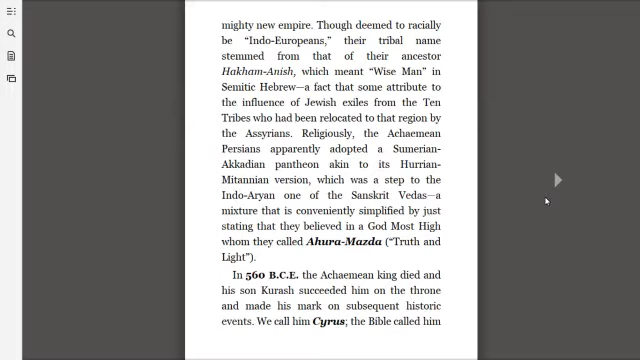 mighty new empire. Though deemed to racially
be “Indo-Europeans,” their tribal name
stemmed from that of their ancestor
Hakham-Anish, which meant “Wise Man” in
Semitic Hebrew—a fact that some attribute to
the influence of Jewish exiles from the Ten
Tribes who had been relocated to that region by
the Assyrians. Religiously, the Achaemean
Persians apparently adopted a Sumerian-
Akkadian pantheon akin to its Hurrian-
Mitannian version, which was a step to the
Indo-Aryan one of the Sanskrit Vedas—a
mixture that is conveniently simplified by just
stating that they believed in a God Most High
whom they called Ahura-Mazda (“Truth and
Light”).
In 560 B.C.E. the Achaemean king died and
his son Kurash succeeded him on the throne
and made his mark on subsequent historic
events. We call him Cyrus; the Bible called him